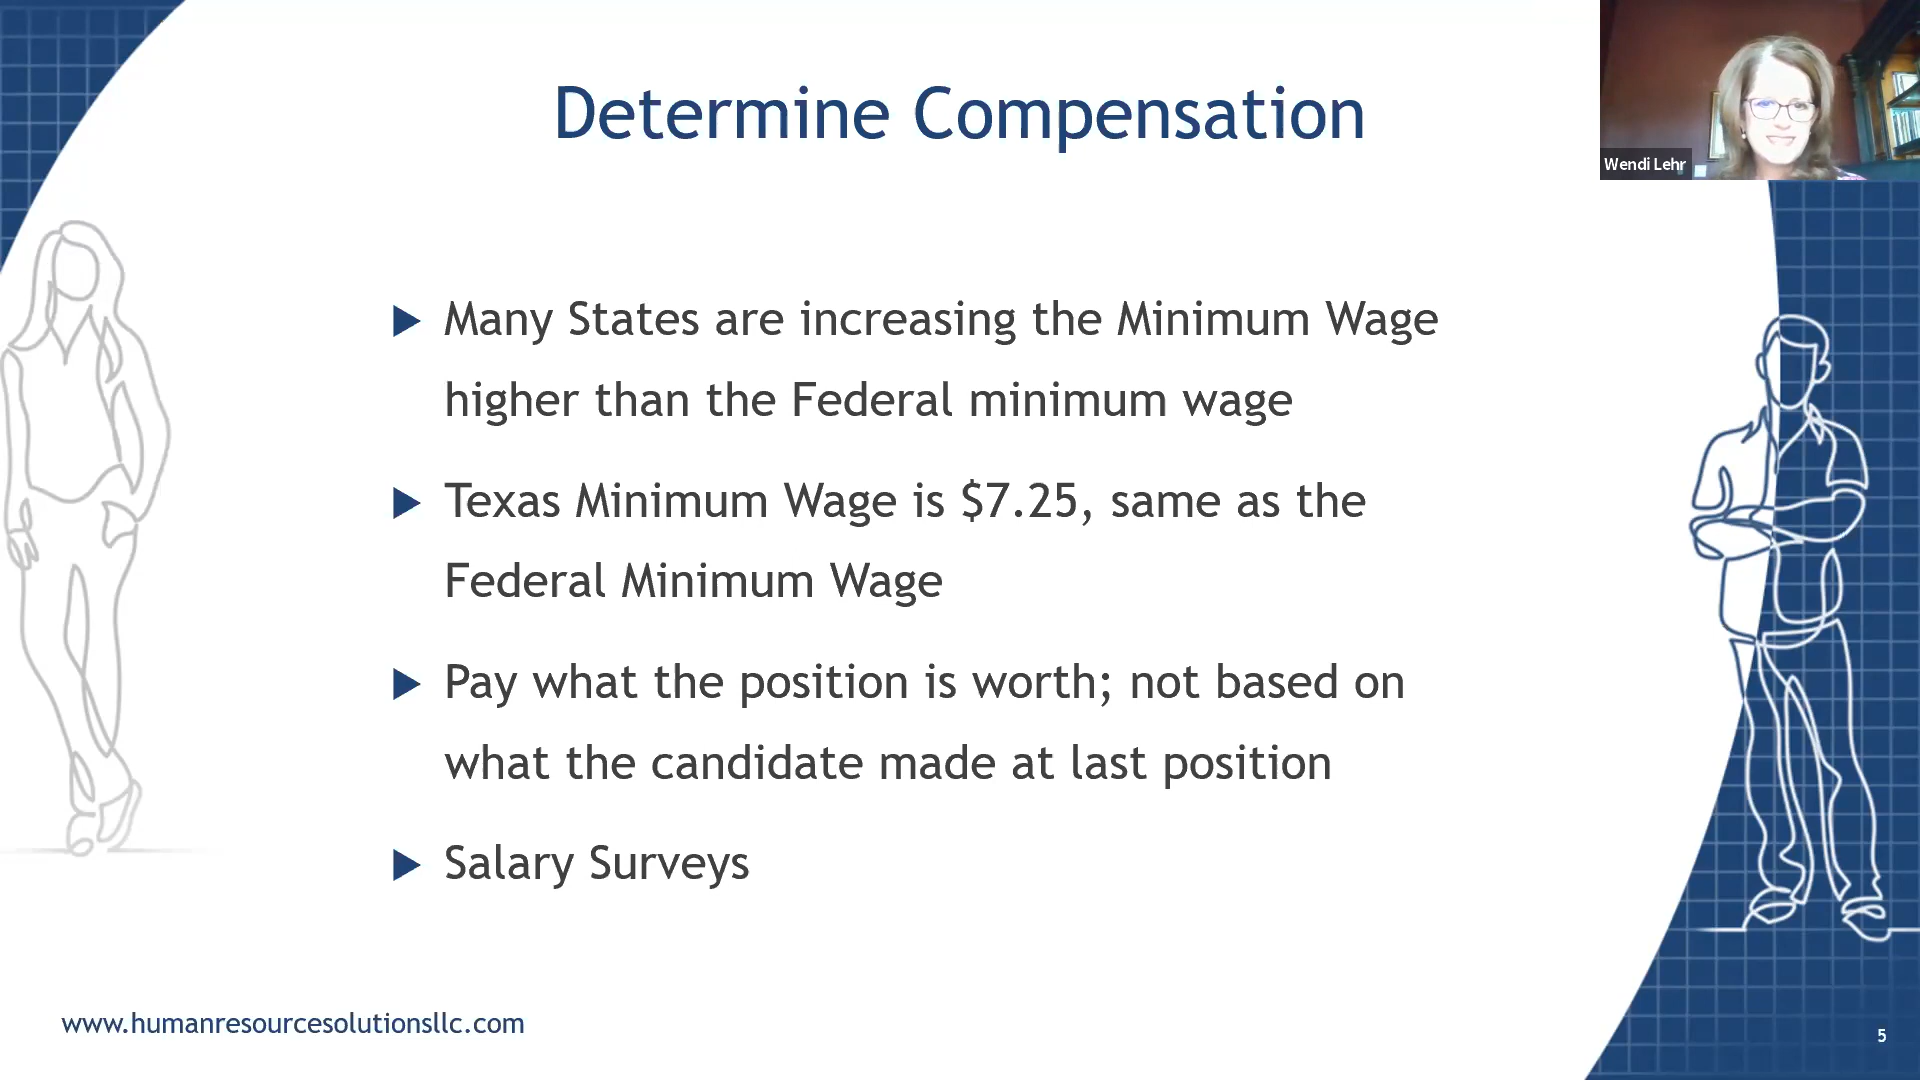 Determine Compensation
Wendi Lehr
Many States are increasing the Minimum Wage
higher than the Federal minimum wage
Texas Minimum Wage is $7.25, same as the
Federal Minimum Wage
Pay what the position is worth; not based on
what the candidate made at last position
Salary Surveys
www.humanresourcesolutionsllc.com
5